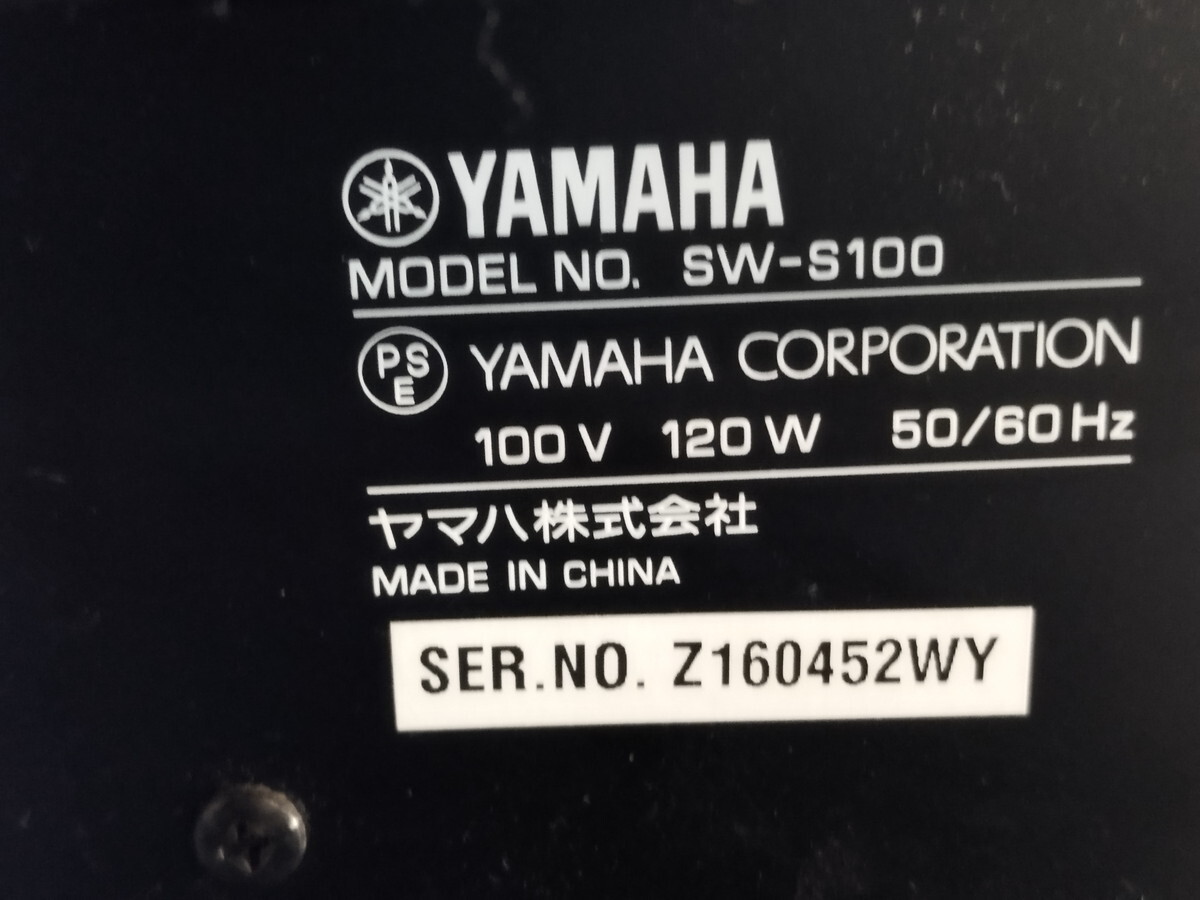 YAMAHA
MODEL NO. SW-S100
PSE YAMAHA CORPORATION
100 V 120 W 50/60 Hz
ヤマハ株式会社
MADE IN CHINA
SER.NO. Z160452WY